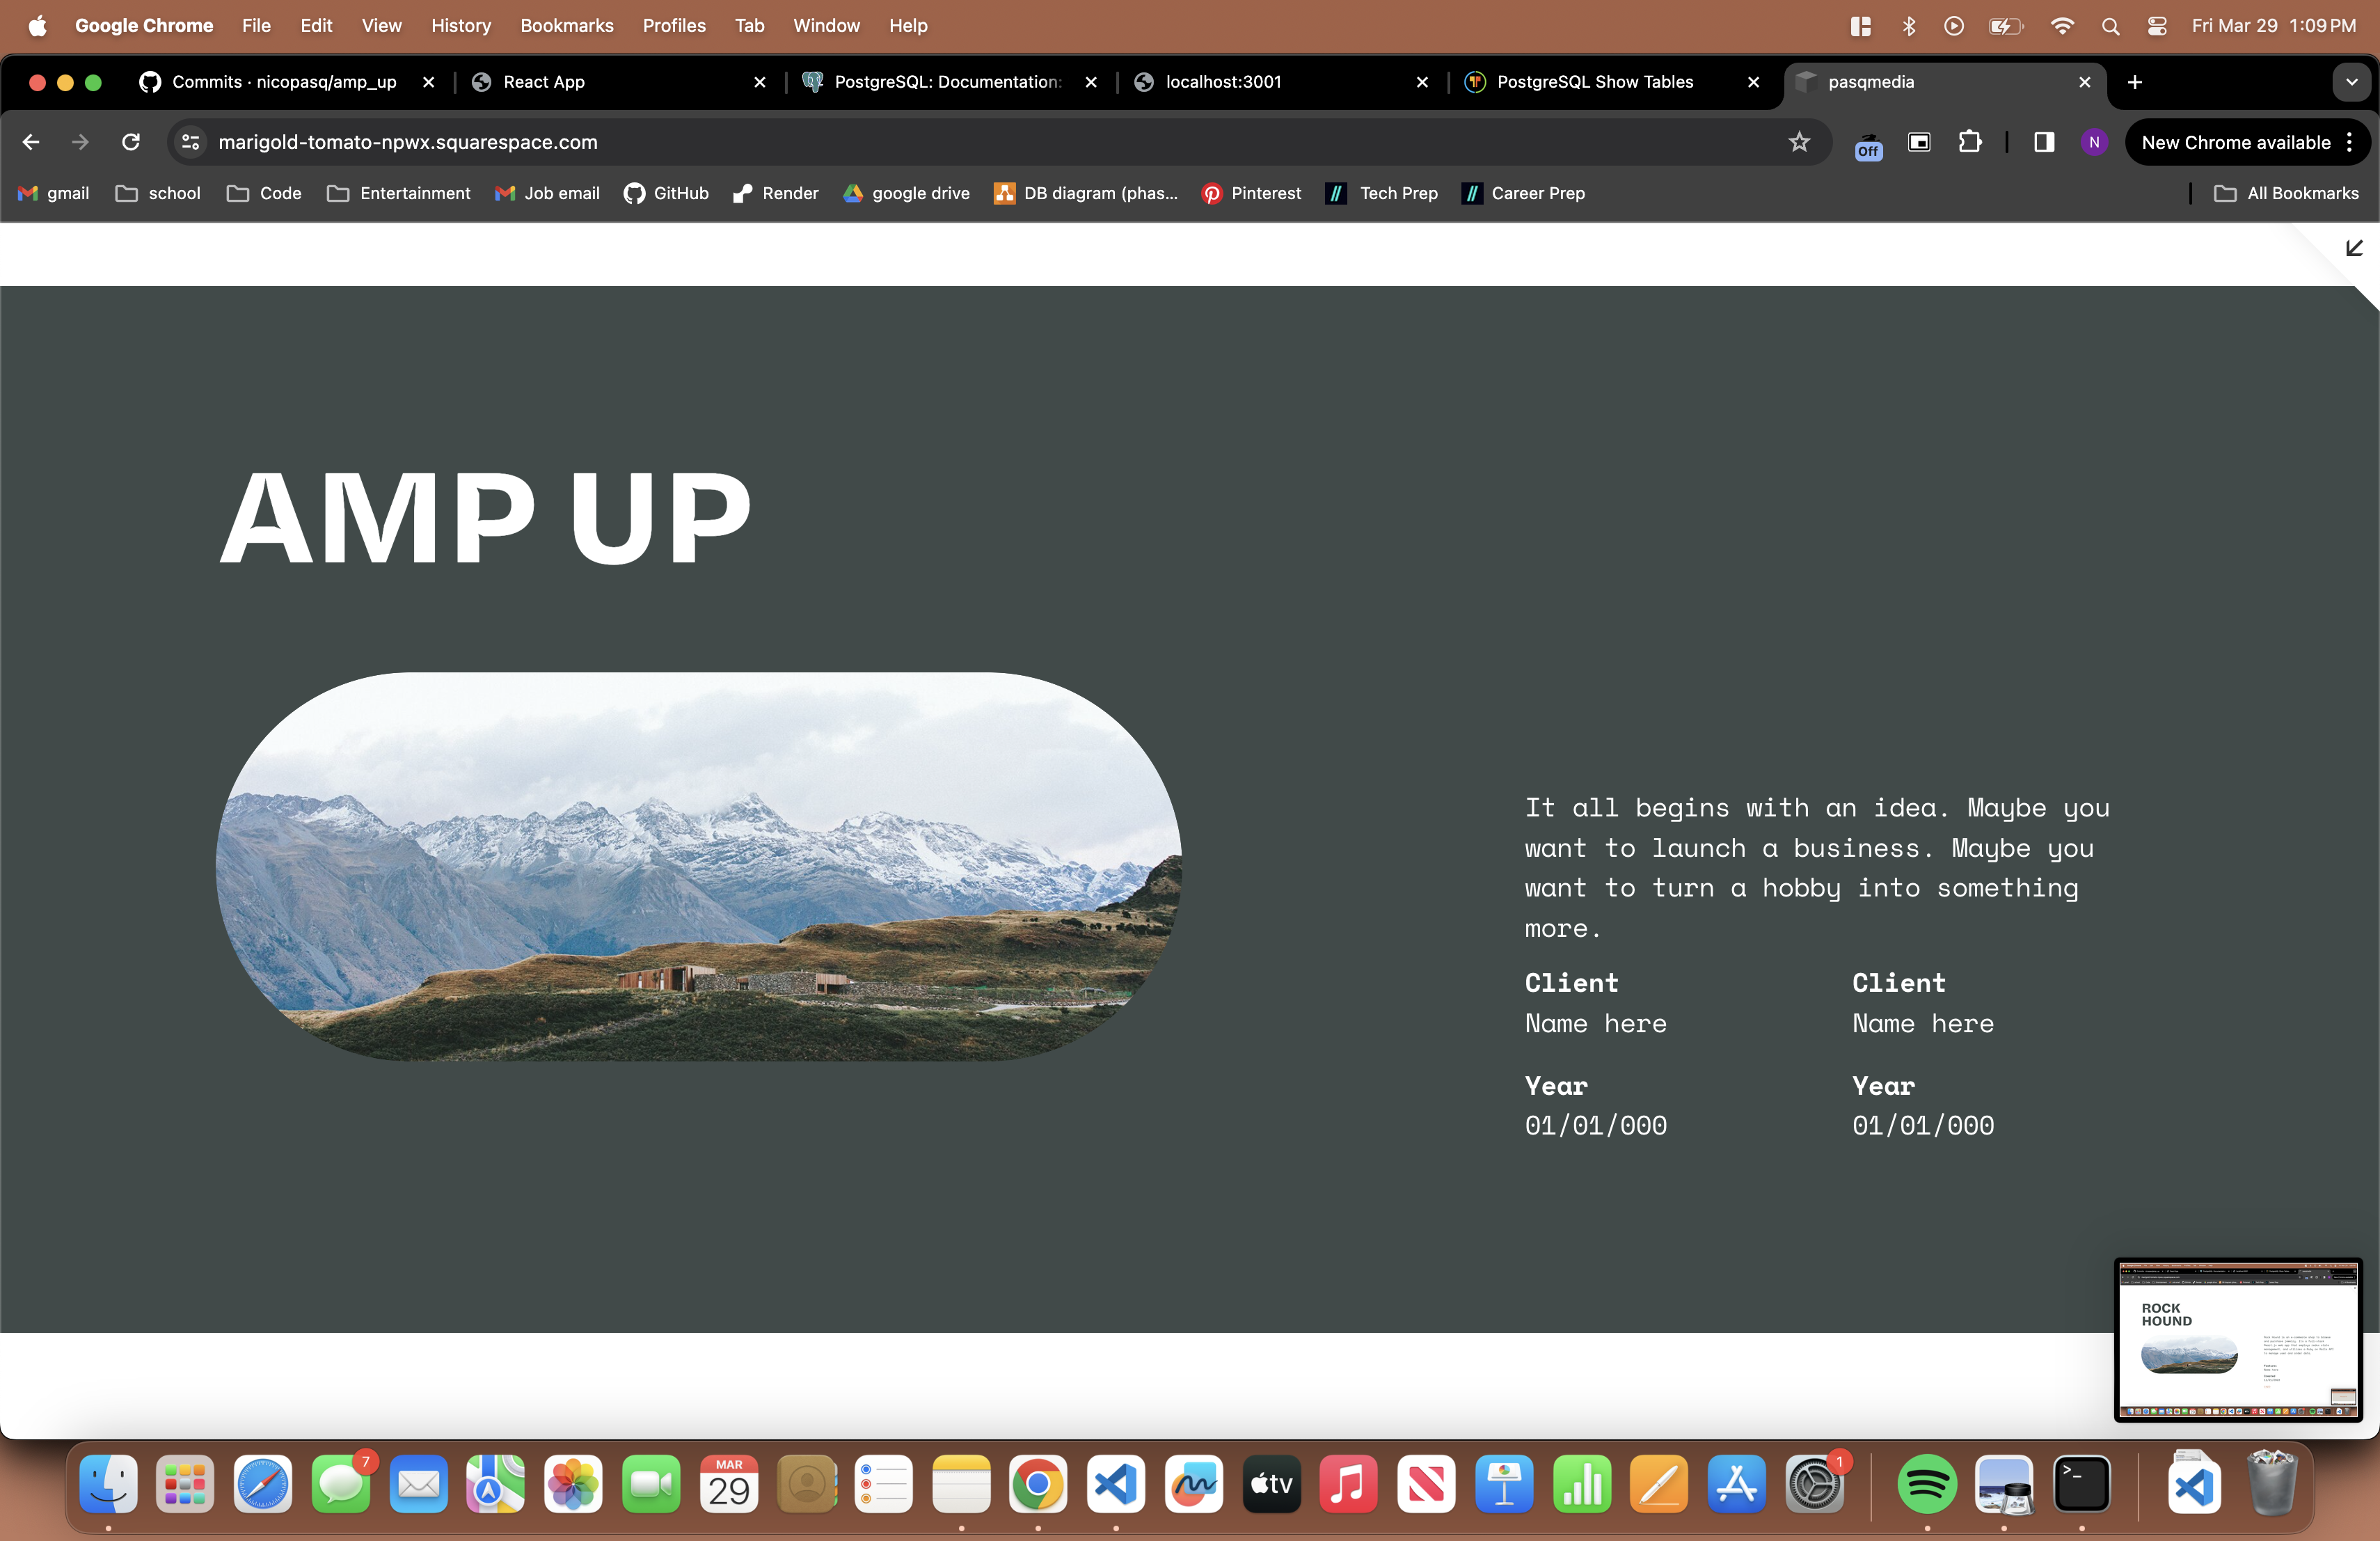 Google Chrome File Edit View History Bookmarks Profiles Tab Window Help Fri Mar 29 1:09 PM
Commits · nicopasq/amp_up React App PostgreSQL: Documentation: localhost:3001 PostgreSQL Show Tables pasqmedia
marigold-tomato-npwx.squarespace.com Off N New Chrome available
gmail school Code Entertainment Job email GitHub Render google drive DB diagram (phas... Pinterest Tech Prep Career Prep All Bookmarks
AMP UP
It all begins with an idea. Maybe you
want to launch a business. Maybe you
want to turn a hobby into something
more.
Client Client
Name here Name here
Year Year
01/01/000 01/01/000
ROCK
HOUND
7 MAR 29 tv 1